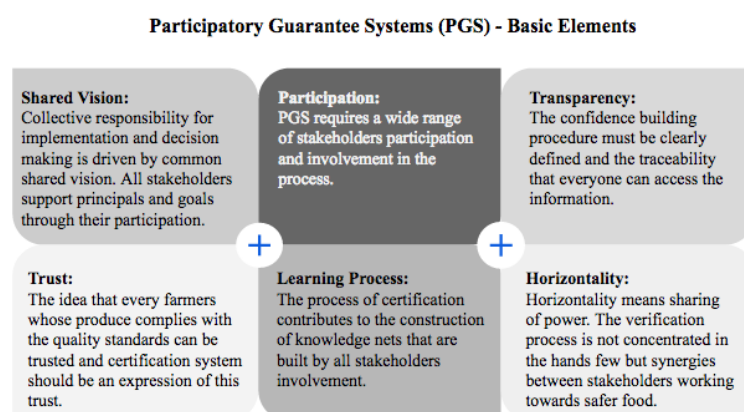 Participatory Guarantee Systems (PGS) - Basic Elements
Shared Vision:
Collective responsibility for
implementation and decision
making is driven by common
shared vision. All stakeholders
support principals and goals
through their participation.
Participation:
PGS requires a wide range
of stakeholders participation
and involvement in the
process.
Transparency:
The confidence building
procedure must be clearly
defined and the traceability
that everyone can access the
information.
Trust:
The idea that every farmers
whose produce complies with
the quality standards can be
trusted and certification system
should be an expression of this
trust.
Learning Process:
The process of certification
contributes to the construction
of knowledge nets that are
built by all stakeholders
involvement.
Horizontality:
Horizontality means sharing
of power. The verification
process is not concentrated in
the hands few but synergies
between stakeholders working
towards safer food.